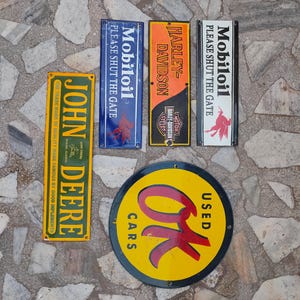 Mobiloil
PLEASE SHUT THE GATE
HARLEY-
DAVIDSON
Mobiloil
PLEASE SHUT THE GATE
JOHN DEERE
USED
OK
CARS